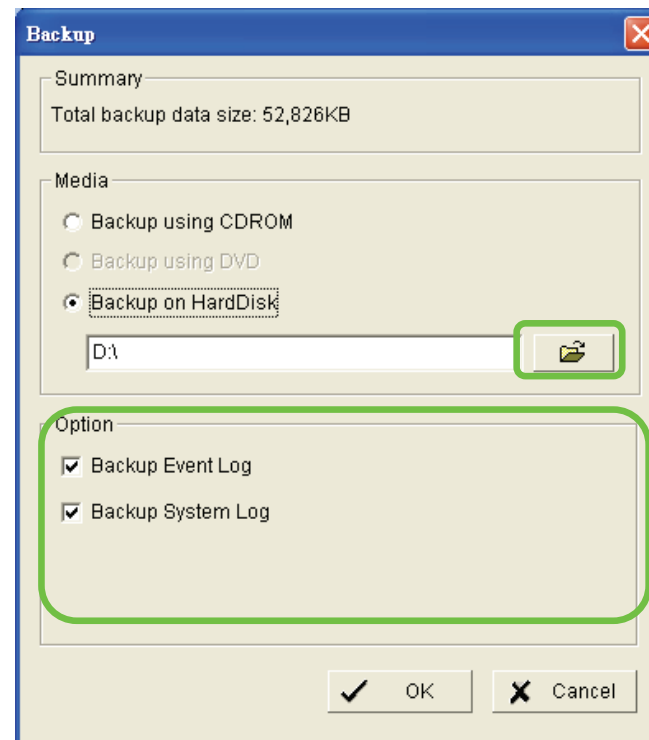 Backup
Summary
Total backup data size: 52,826KB
Media
Backup using CDROM
Backup using DVD
Backup on HardDisk
D:\
Option
Backup Event Log
Backup System Log
OK
Cancel